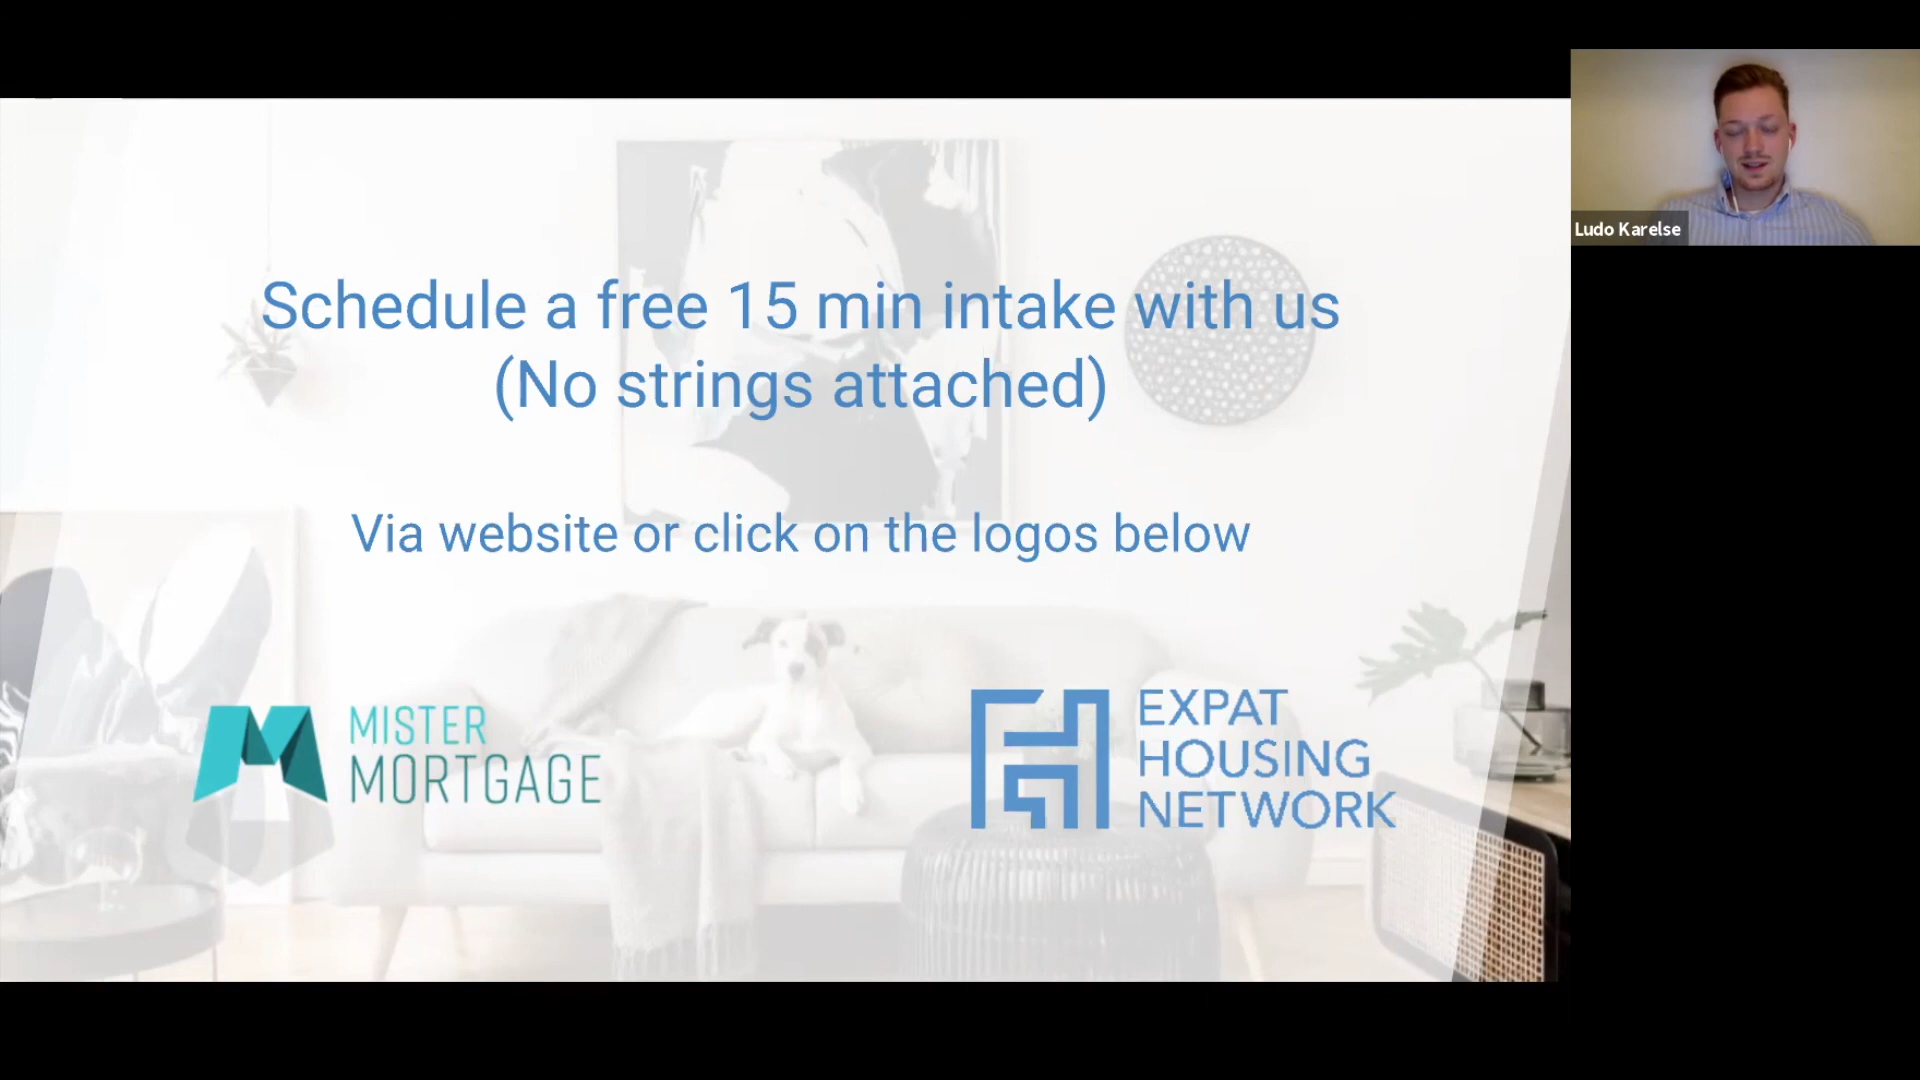 Schedule a free 15 min intake with us
(No strings attached)
Via website or click on the logos below
MISTER
MORTGAGE
EXPAT
HOUSING
NETWORK
Ludo Karelse